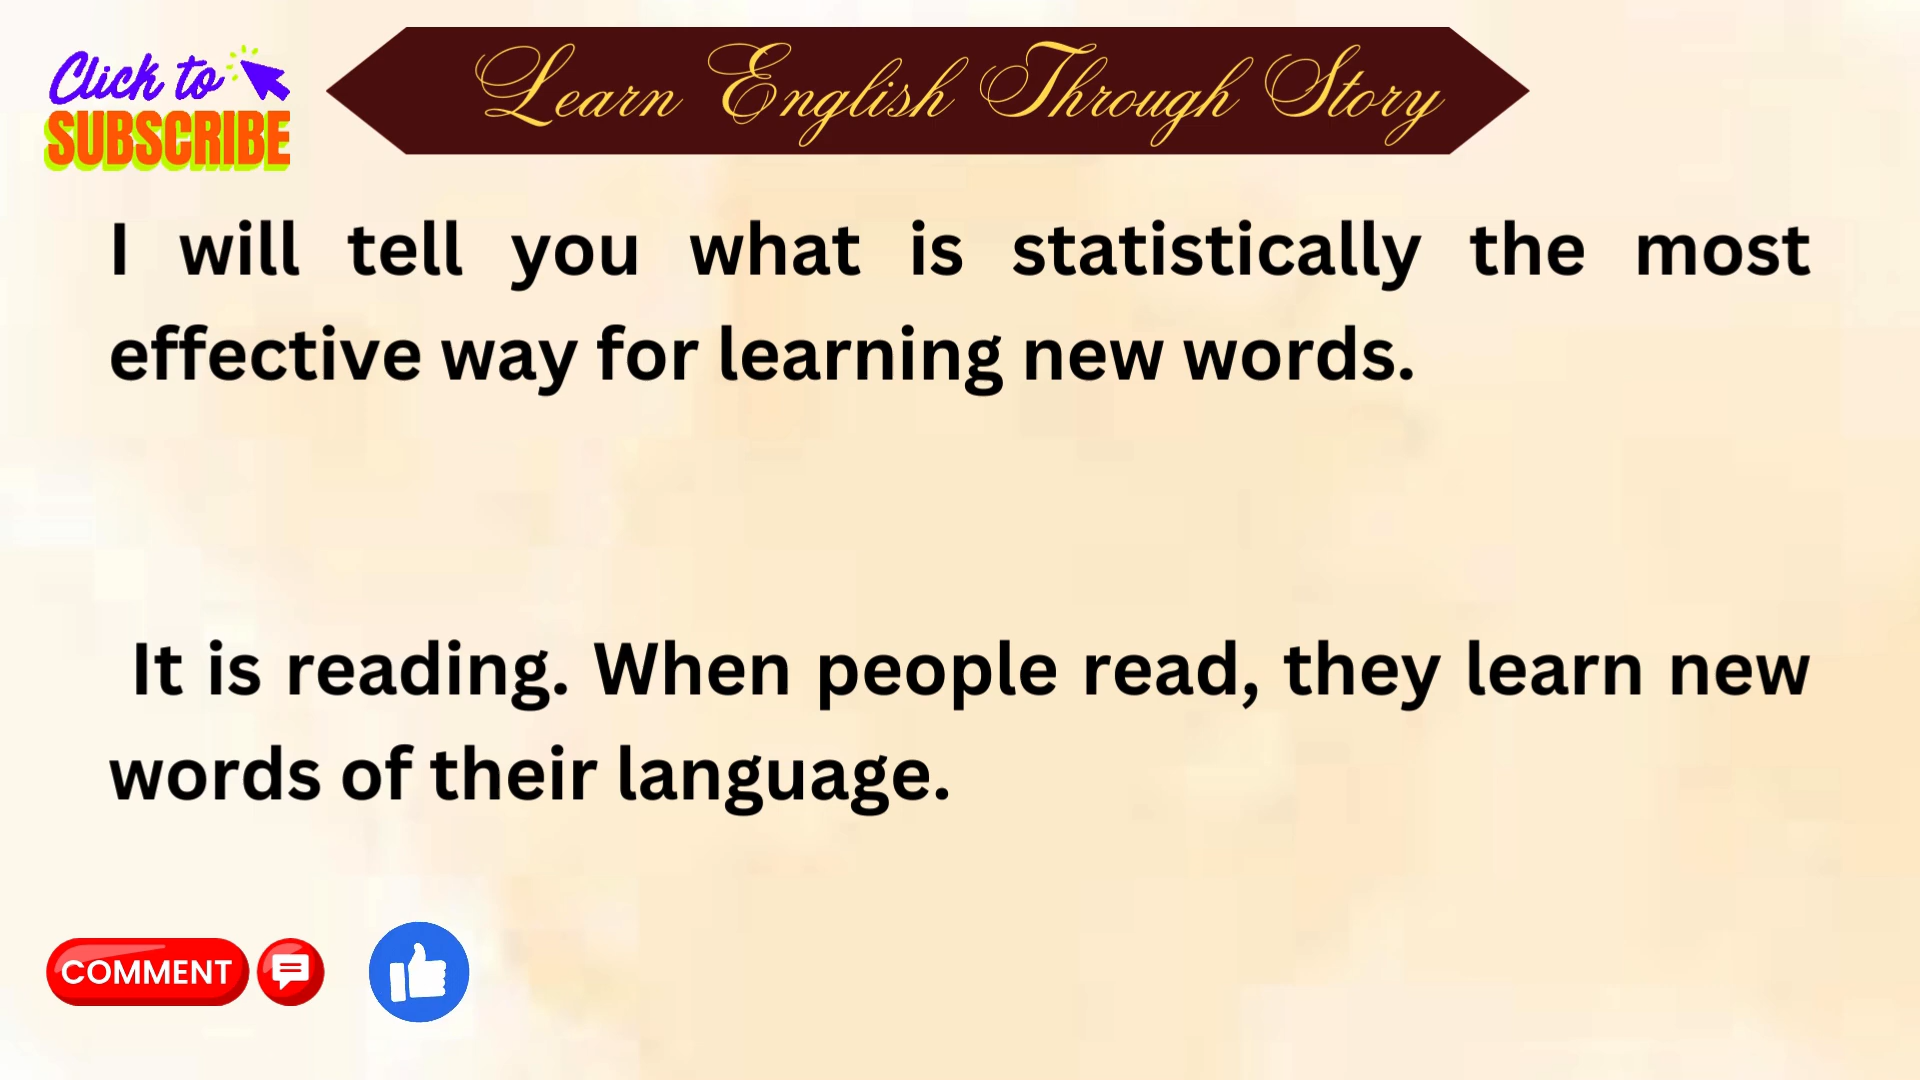 Click to
SUBSCRIBE
Learn English Through Story
I will tell you what is statistically the most
effective way for learning new words.
It is reading. When people read, they learn new
words of their language.
COMMENT